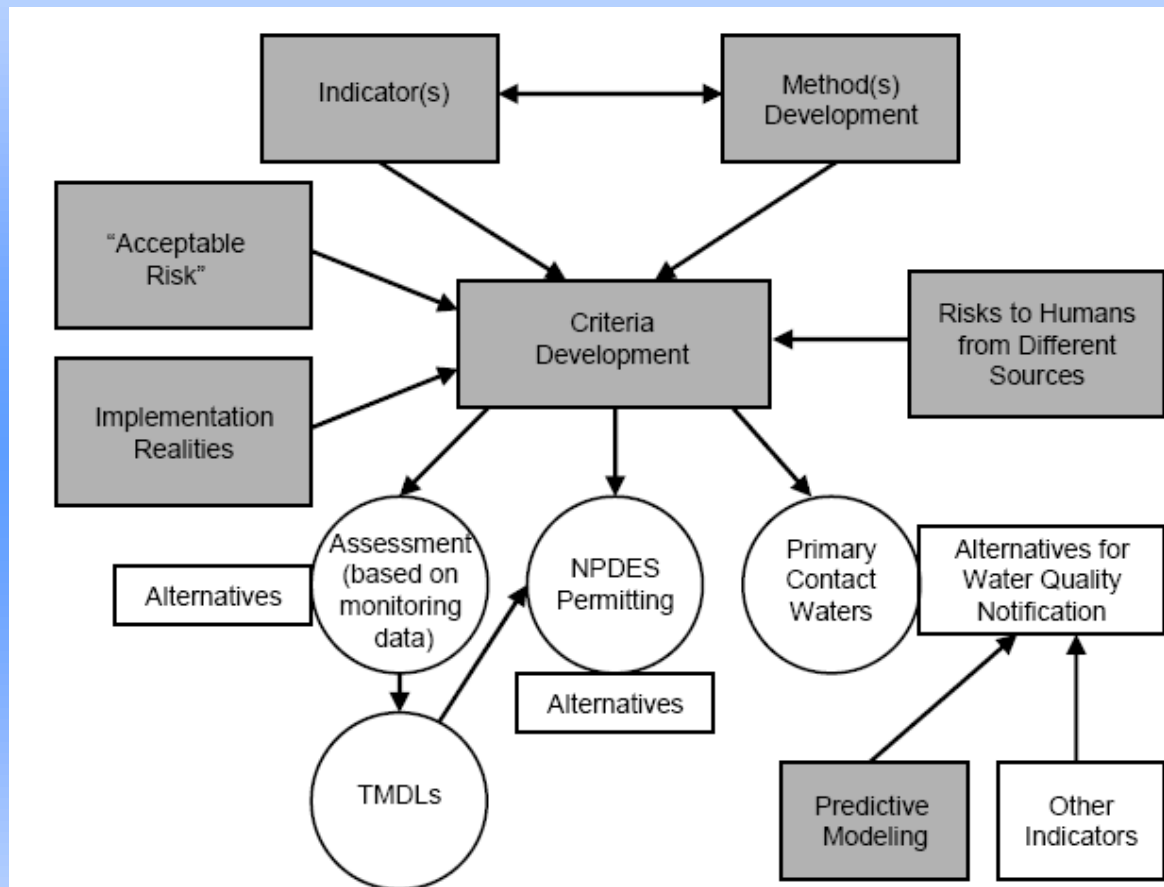 Indicator(s)
Method(s)
Development
“Acceptable
Risk”
Criteria
Development
Risks to Humans
from Different
Sources
Implementation
Realities
Assessment
(based on
monitoring
data)
Alternatives
NPDES
Permitting
Alternatives
Primary
Contact
Waters
Alternatives for
Water Quality
Notification
TMDLs
Predictive
Modeling
Other
Indicators